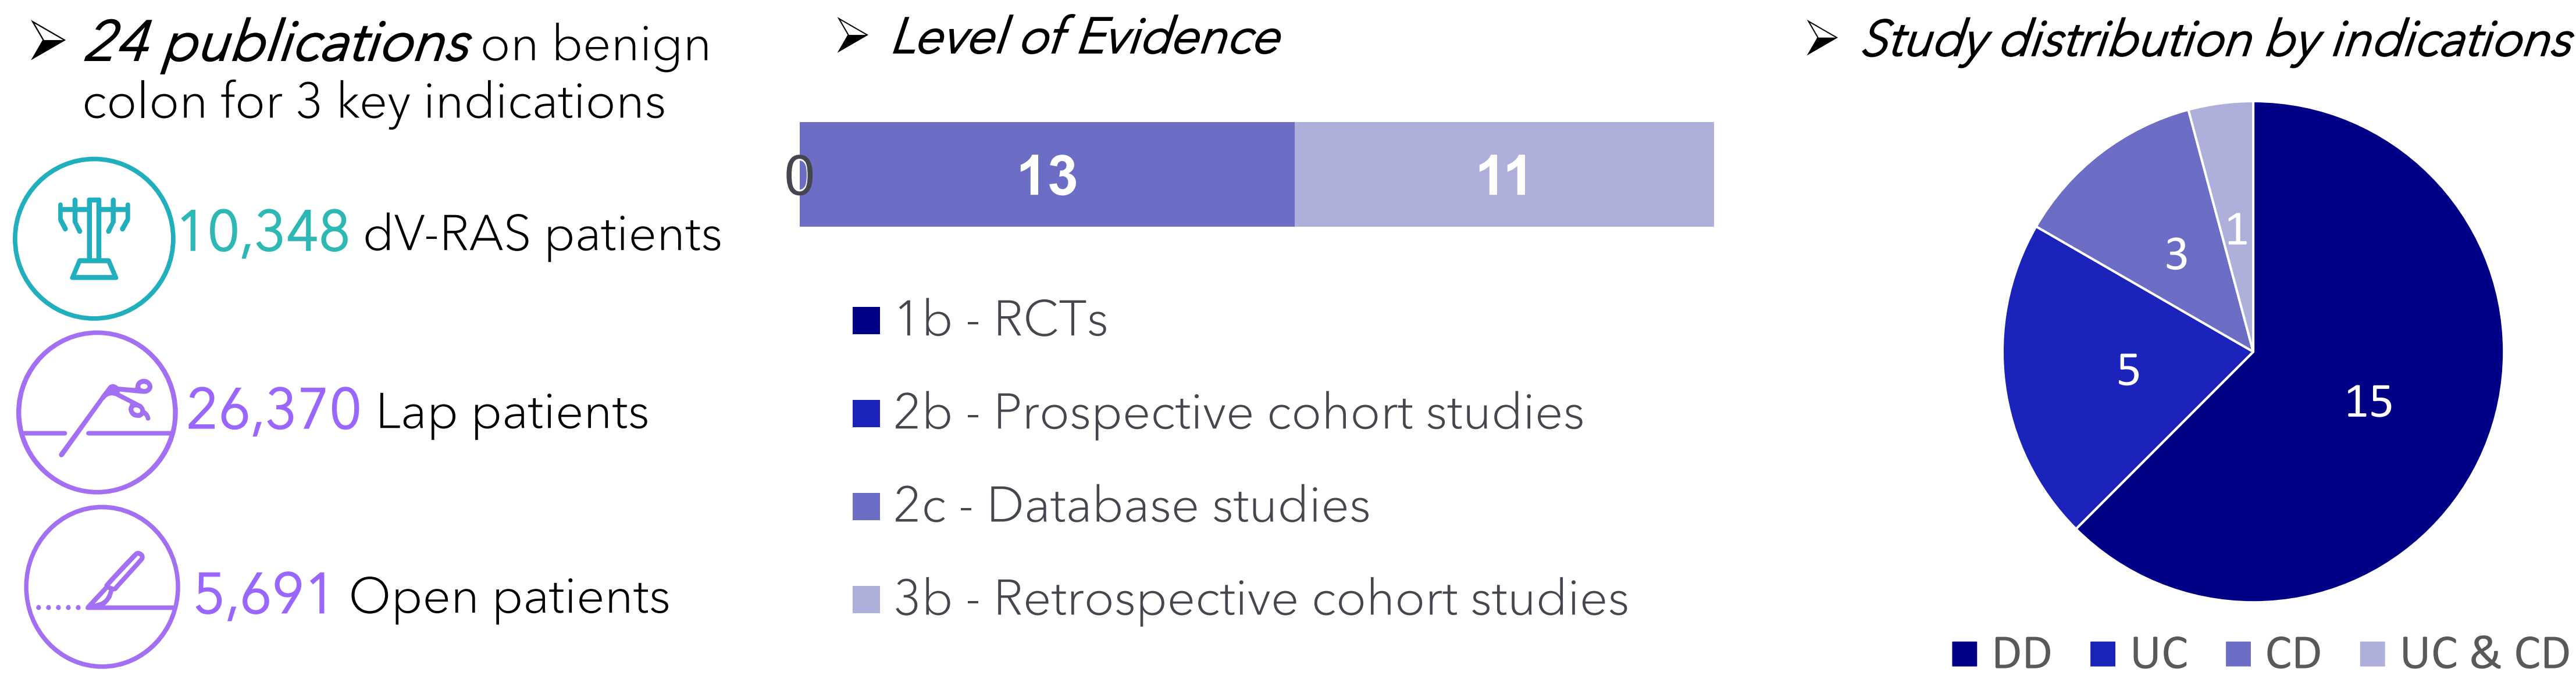 ➢ 24 publications on benign
colon for 3 key indications
10,348 dV-RAS patients
26,370 Lap patients
5,691 Open patients
➢ Level of Evidence
0 13 11
1b - RCTs
2b - Prospective cohort studies
2c - Database studies
3b - Retrospective cohort studies
➢ Study distribution by indications
1
3
5
15
DD UC CD UC & CD